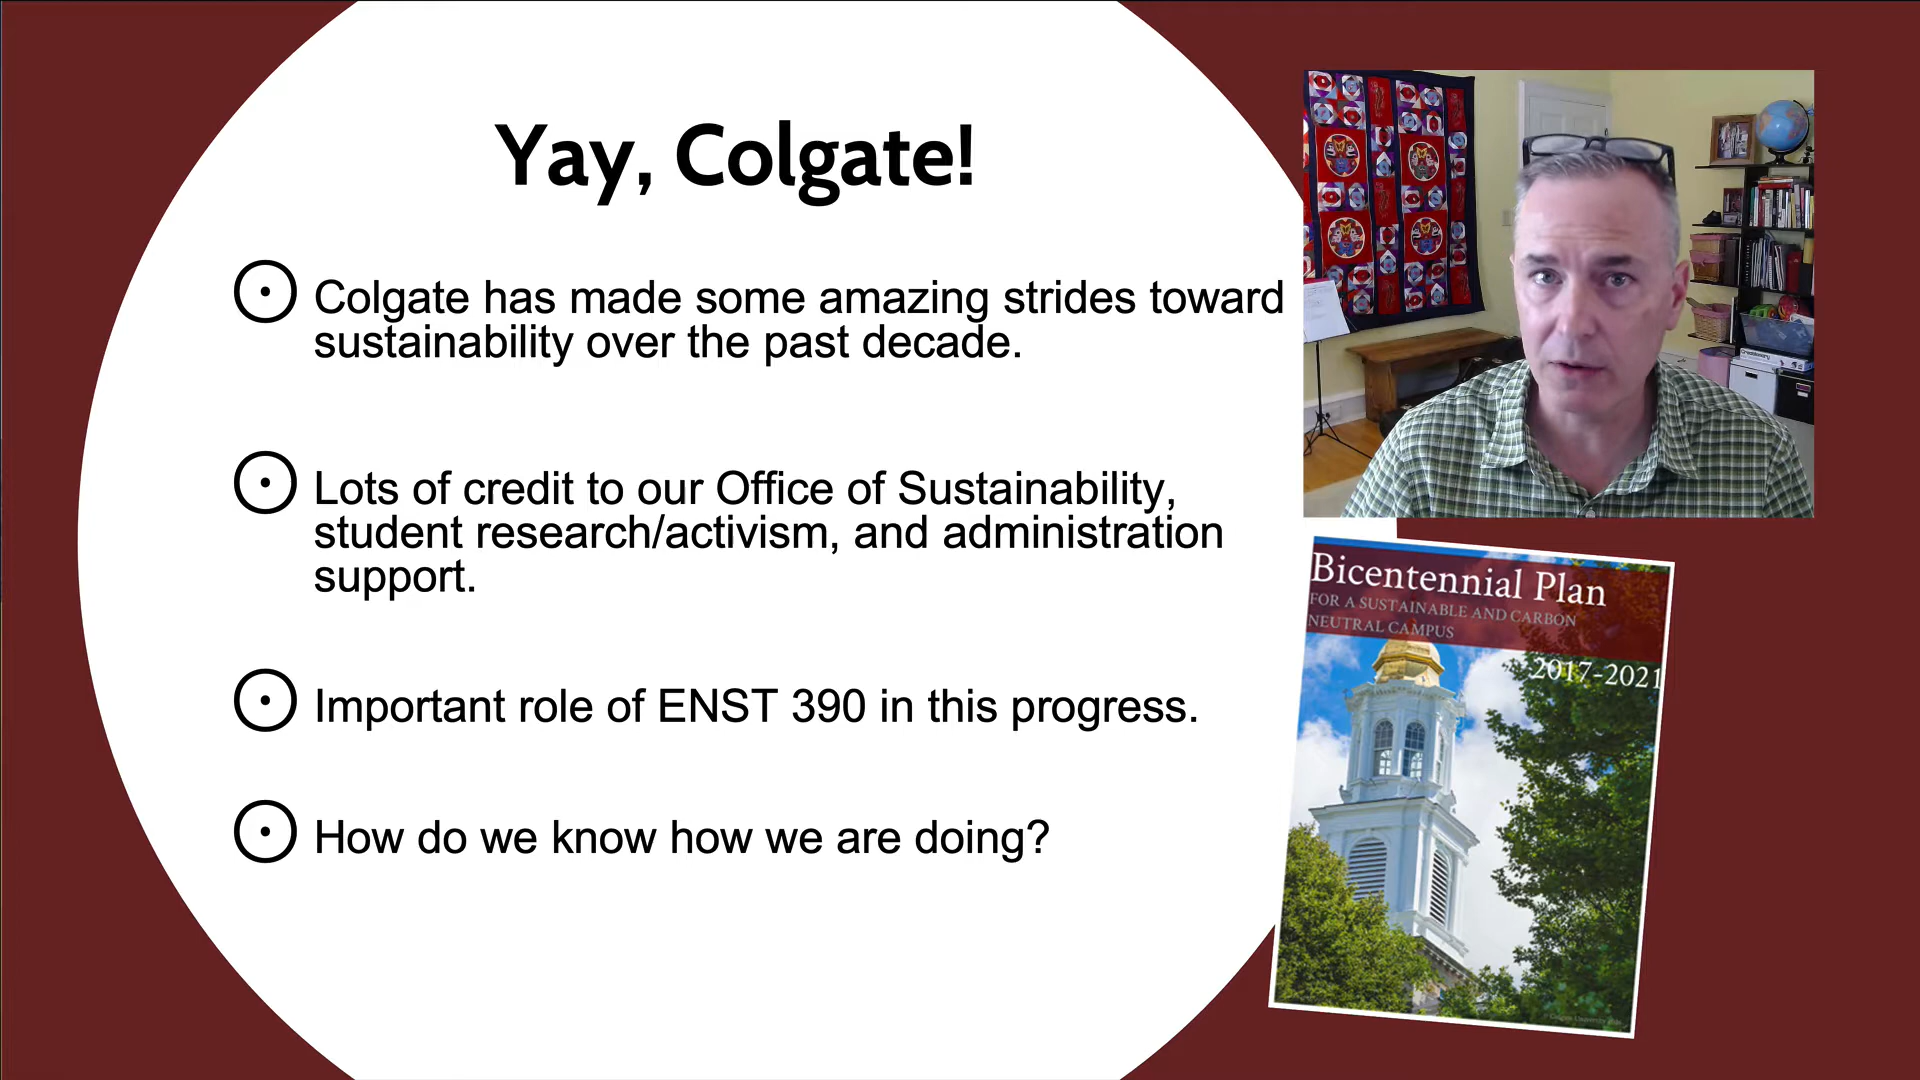 Yay, Colgate!
Colgate has made some amazing strides toward
sustainability over the past decade.
Lots of credit to our Office of Sustainability,
student research/activism, and administration
support.
Important role of ENST 390 in this progress.
How do we know how we are doing?
Bicentennial Plan
FOR A SUSTAINABLE AND CARBON
NEUTRAL CAMPUS
2017-2021